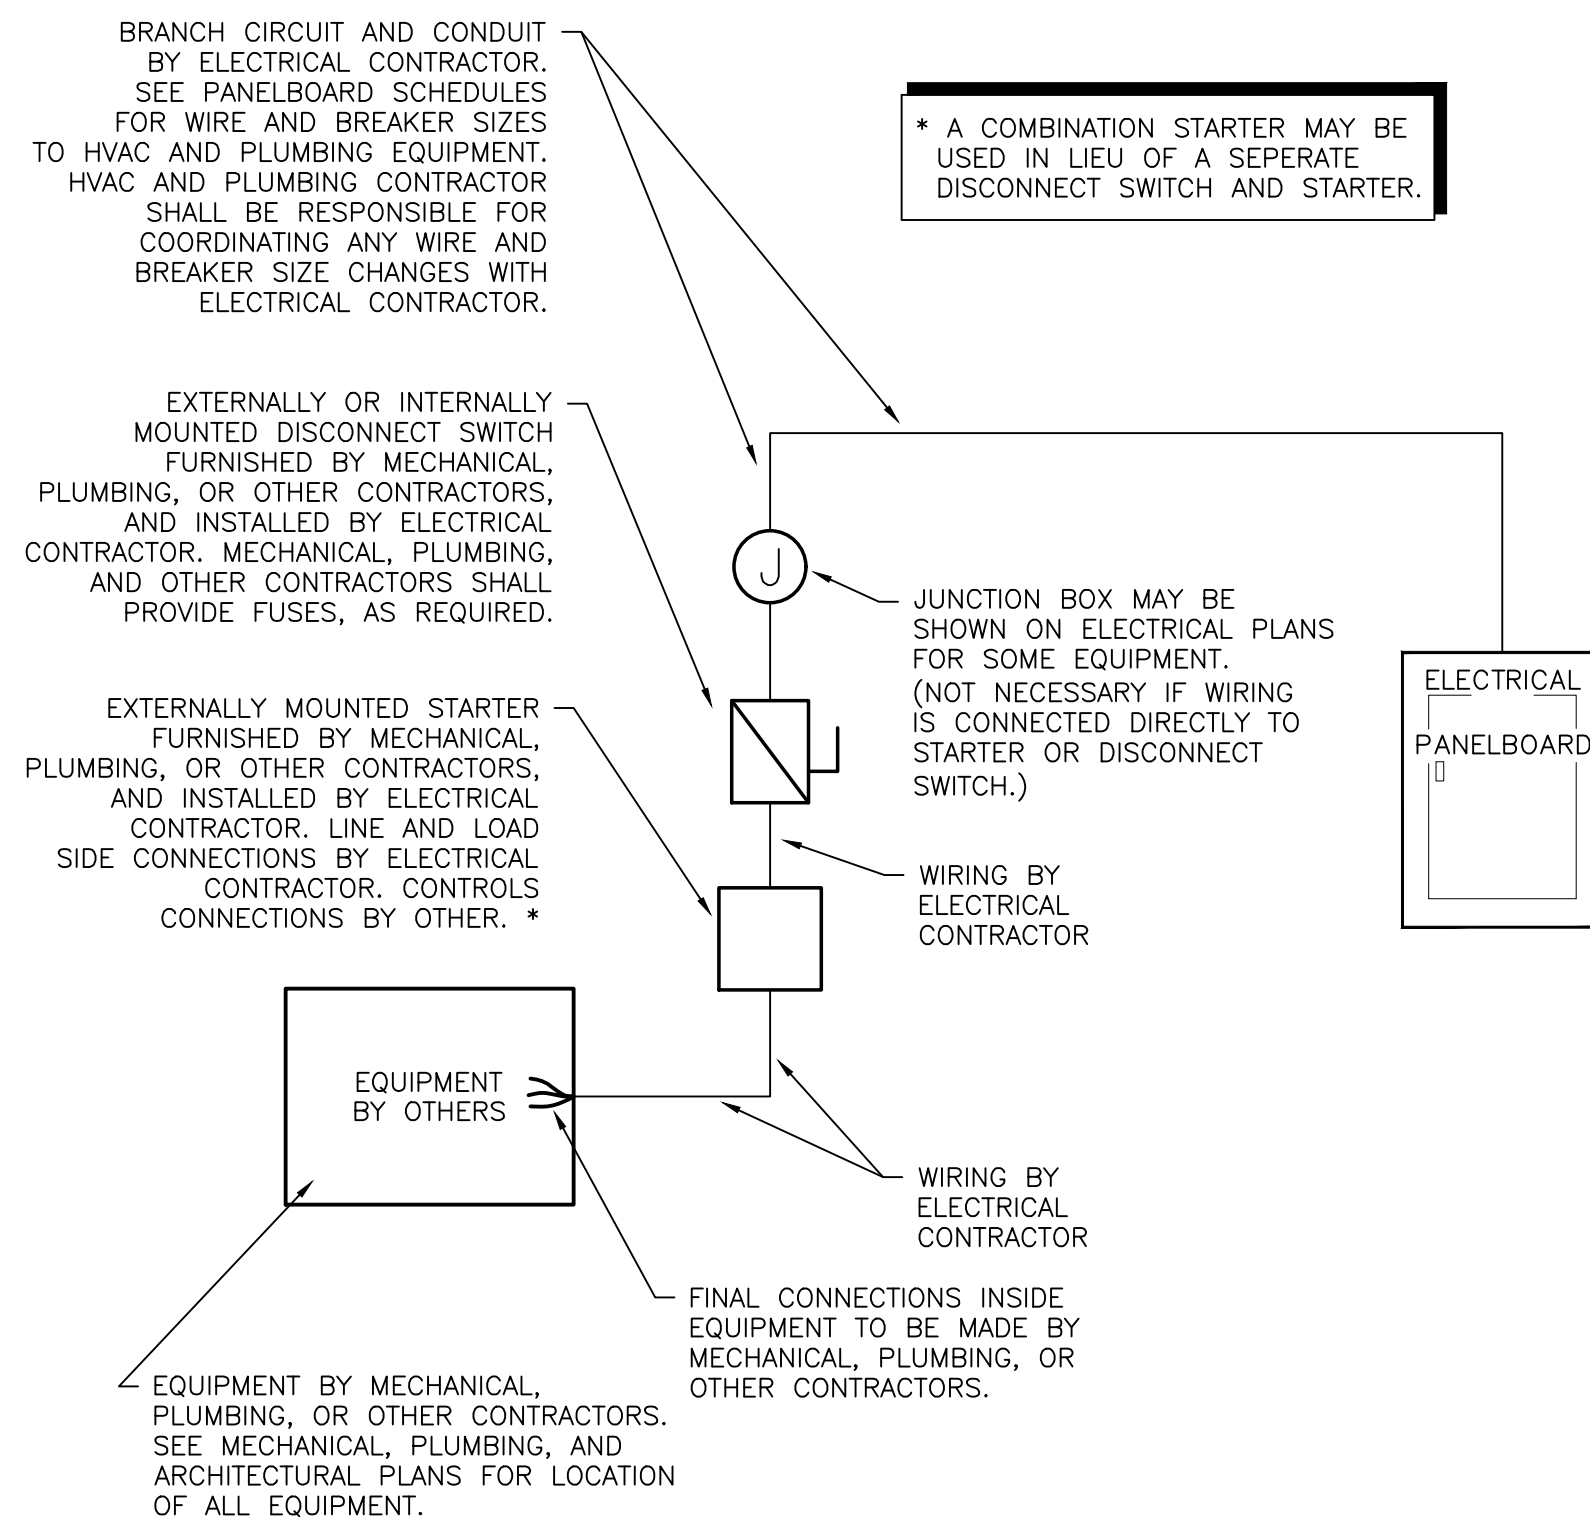 BRANCH CIRCUIT AND CONDUIT
BY ELECTRICAL CONTRACTOR.
SEE PANELBOARD SCHEDULES
FOR WIRE AND BREAKER SIZES
TO HVAC AND PLUMBING EQUIPMENT.
HVAC AND PLUMBING CONTRACTOR
SHALL BE RESPONSIBLE FOR
COORDINATING ANY WIRE AND
BREAKER SIZE CHANGES WITH
ELECTRICAL CONTRACTOR.
* A COMBINATION STARTER MAY BE
USED IN LIEU OF A SEPERATE
DISCONNECT SWITCH AND STARTER.
EXTERNALLY OR INTERNALLY
MOUNTED DISCONNECT SWITCH
FURNISHED BY MECHANICAL,
PLUMBING, OR OTHER CONTRACTORS,
AND INSTALLED BY ELECTRICAL
CONTRACTOR. MECHANICAL, PLUMBING,
AND OTHER CONTRACTORS SHALL
PROVIDE FUSES, AS REQUIRED.
J
JUNCTION BOX MAY BE
SHOWN ON ELECTRICAL PLANS
FOR SOME EQUIPMENT.
(NOT NECESSARY IF WIRING
IS CONNECTED DIRECTLY TO
STARTER OR DISCONNECT
SWITCH.)
ELECTRICAL
PANELBOARD
EXTERNALLY MOUNTED STARTER
FURNISHED BY MECHANICAL,
PLUMBING, OR OTHER CONTRACTORS,
AND INSTALLED BY ELECTRICAL
CONTRACTOR. LINE AND LOAD
SIDE CONNECTIONS BY ELECTRICAL
CONTRACTOR. CONTROLS
CONNECTIONS BY OTHER. *
WIRING BY
ELECTRICAL
CONTRACTOR
EQUIPMENT
BY OTHERS
WIRING BY
ELECTRICAL
CONTRACTOR
FINAL CONNECTIONS INSIDE
EQUIPMENT TO BE MADE BY
MECHANICAL, PLUMBING, OR
OTHER CONTRACTORS.
EQUIPMENT BY MECHANICAL,
PLUMBING, OR OTHER CONTRACTORS.
SEE MECHANICAL, PLUMBING, AND
ARCHITECTURAL PLANS FOR LOCATION
OF ALL EQUIPMENT.